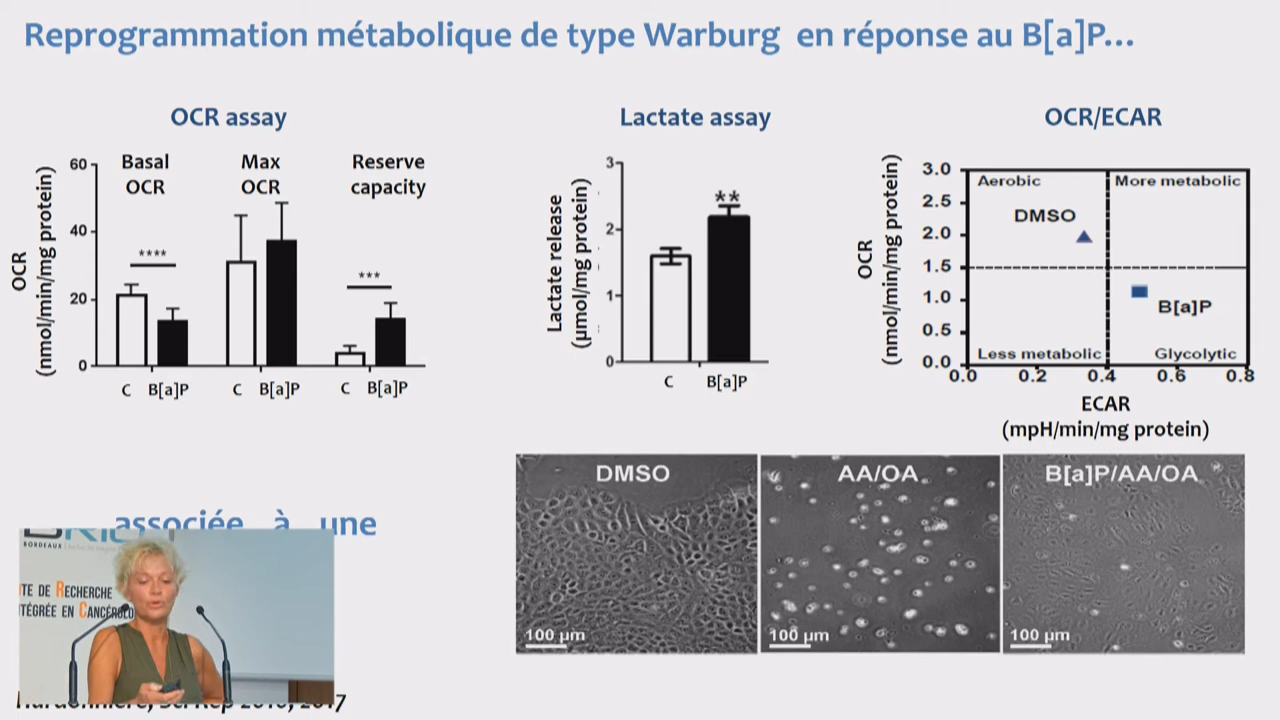 Reprogrammation métabolique de type Warburg en réponse au B[a]P...
OCR assay
Lactate assay
OCR/ECAR
OCR
(nmol/min/mg protein)
60
40
20
0
Basal
OCR
Max
OCR
Reserve
capacity
****
***
C B[a]P C B[a]P C B[a]P
Lactate release
(µmol/mg protein)
3
2
1
0
**
C B[a]P
OCR
(nmol/min/mg protein)
3.0
2.5
2.0
1.5
1.0
0.5
0.0
Aerobic
More metabolic
DMSO
B[a]P
Less metabolic
Glycolytic
0.0 0.2 0.4 0.6 0.8
ECAR
(mpH/min/mg protein)
DMSO
100 µm
AA/OA
100 µm
B[a]P/AA/OA
100 µm
associée à une
BORDEAUX
TE DE RECHERCHE
NTÉGRÉE EN CANCÉROLO